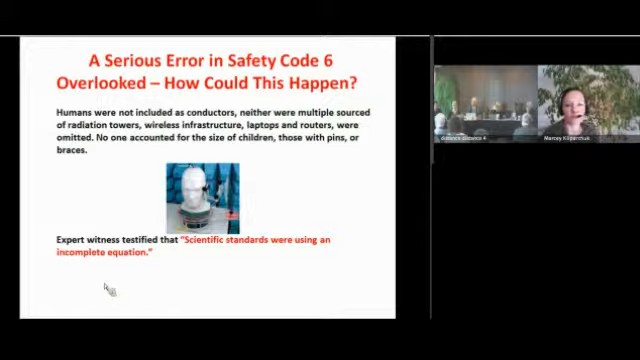 A Serious Error in Safety Code 6
Overlooked – How Could This Happen?
Humans were not included as conductors, neither were multiple sourced
of radiation towers, wireless infrastructure, laptops and routers, were
omitted. No one accounted for the size of children, those with pins, or
braces.
Expert witness testified that “Scientific standards were using an
incomplete equation.”